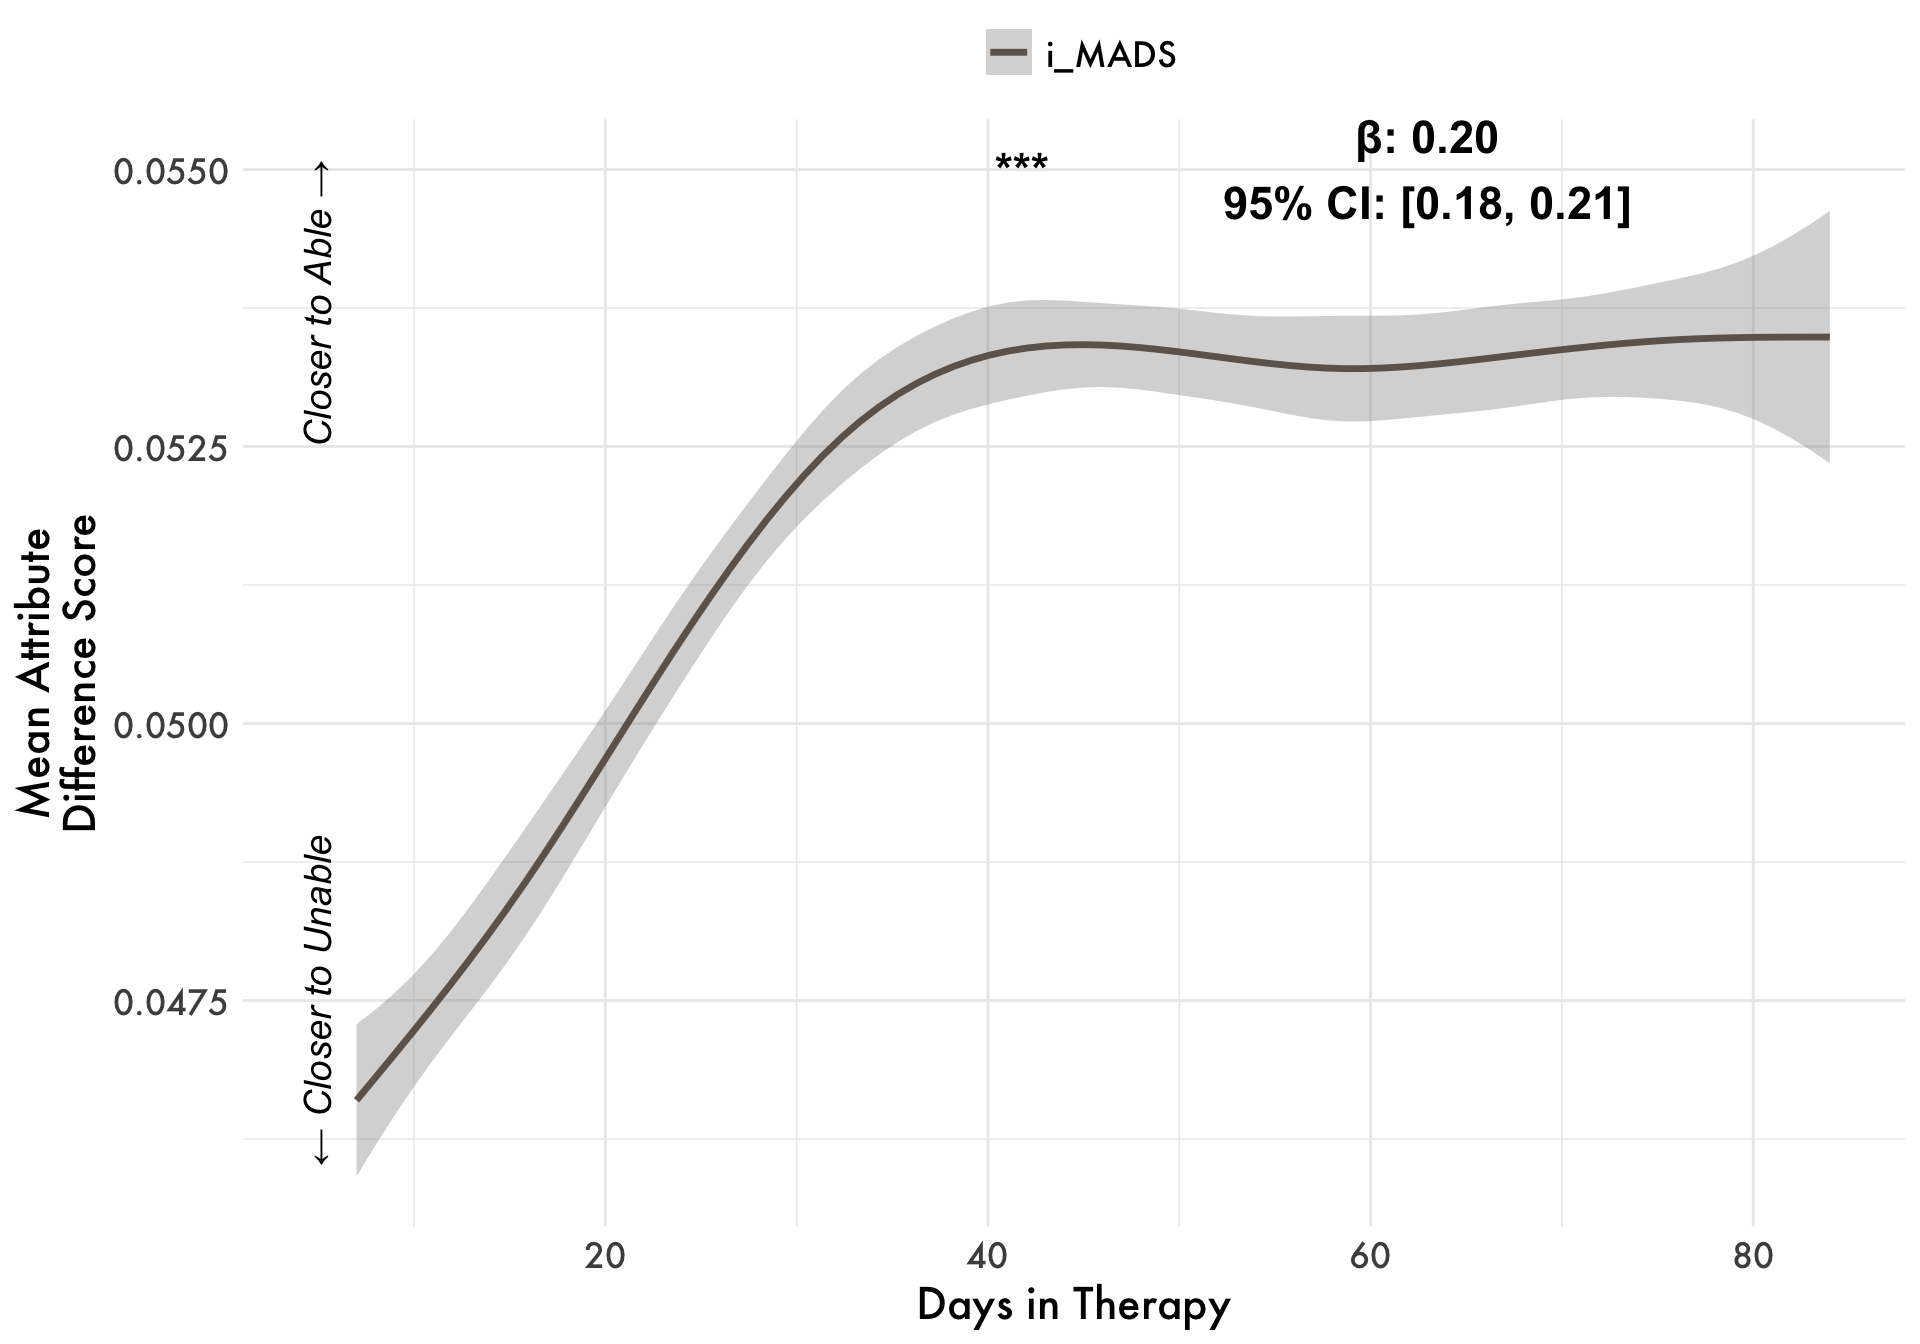 i_MADS
β: 0.20
***
95% CI: [0.18, 0.21]
0.0550
0.0525
0.0500
0.0475
Closer to Able →
← Closer to Unable
Mean Attribute
Difference Score
20
40
60
80
Days in Therapy